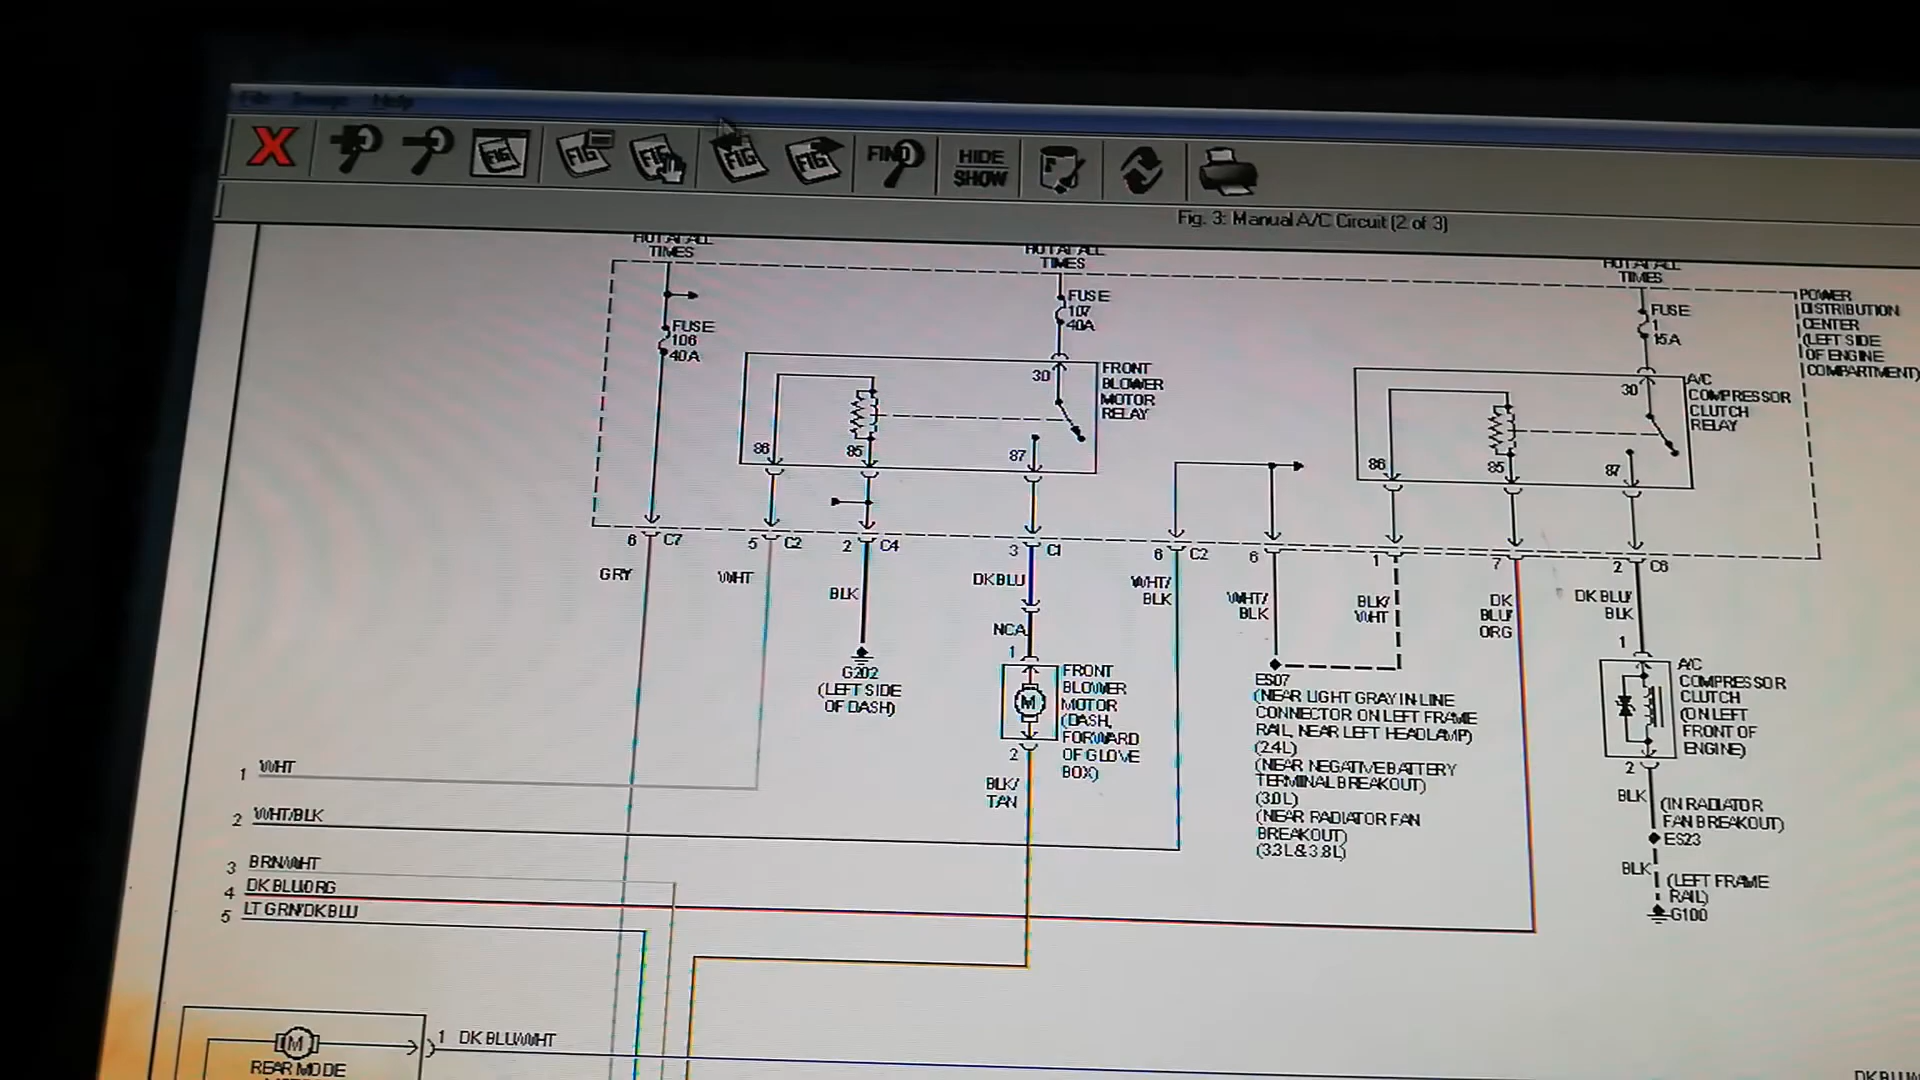 File Image Help
X
FIG
FIG
FIG
FIG
FIG
FIND
HIDE
SHOW
Fig. 3: Manual A/C Circuit (2 of 3)
HOT AT ALL
TIMES
HOT AT ALL
TIMES
HOT AT ALL
TIMES
FUSE
106
40A
FUSE
107
40A
FUSE
1
15A
POWER
DISTRIBUTION
CENTER
(LEFT SIDE
OF ENGINE
COMPARTMENT)
30
FRONT
BLOWER
MOTOR
RELAY
86
85
87
30
A/C
COMPRESSOR
CLUTCH
RELAY
86
85
87
6 C7
5 C2
2 C4
3 C1
6 C2
6
1
7
2 C6
GRY
WHT
BLK
DK BLU
WHT/
BLK
WHT/
BLK
BLK/
WHT
DK
BLU/
ORG
DK BLU/
BLK
NCA
1
G202
(LEFT SIDE
OF DASH)
M
FRONT
BLOWER
MOTOR
(DASH,
FORWARD
OF GLOVE
BOX)
2
BLK/
TAN
ES07
(NEAR LIGHT GRAY IN-LINE
CONNECTOR ON LEFT FRAME
RAIL, NEAR LEFT HEADLAMP)
(2.4L)
(NEAR NEGATIVE BATTERY
TERMINAL BREAKOUT)
(3.0L)
(NEAR RADIATOR FAN
BREAKOUT)
(3.3L & 3.8L)
1
A/C
COMPRESSOR
CLUTCH
(ON LEFT
FRONT OF
ENGINE)
2
BLK
(IN RADIATOR
FAN BREAKOUT)
ES23
BLK
(LEFT FRAME
RAIL)
G100
1 WHT
2 WHT/BLK
3 BRN/WHT
4 DK BLU/ORG
5 LT GRN/DK BLU
M
REAR MODE
1 DK BLU/WHT